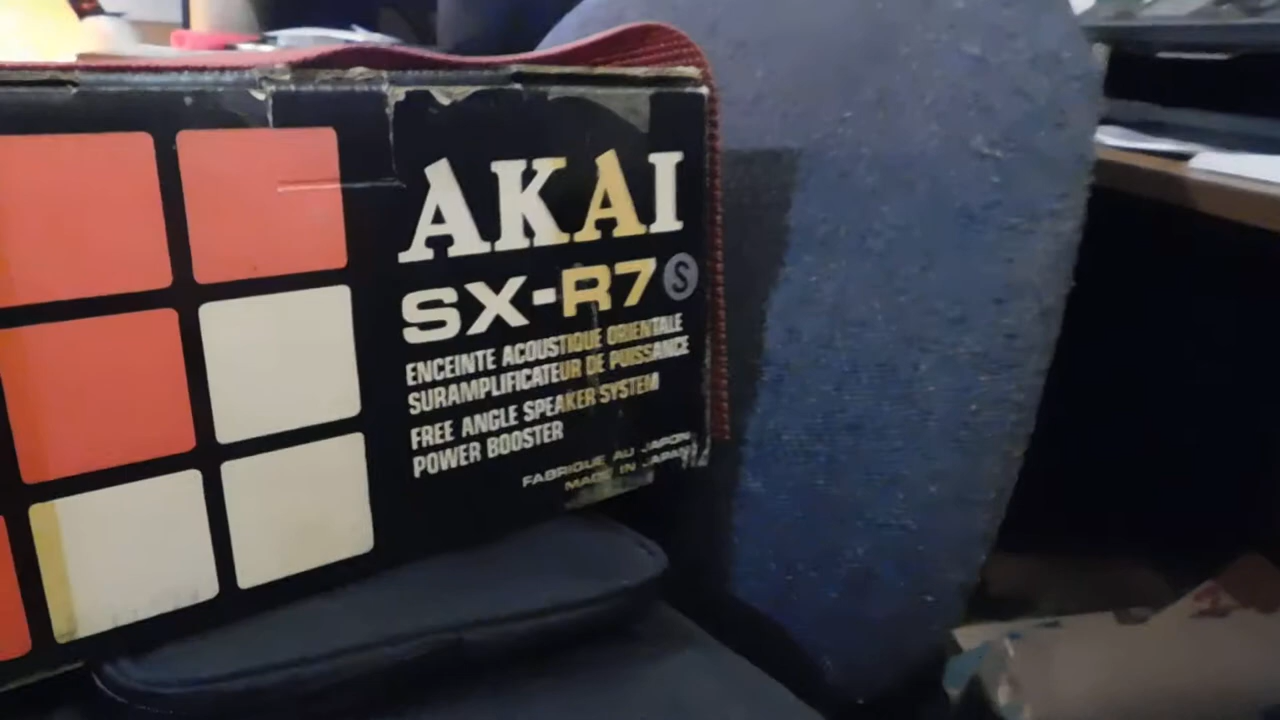 AKAI
SX-R7 S
ENCEINTE ACOUSTIQUE ORIENTALE
SURAMPLIFICATEUR DE PUISSANCE
FREE ANGLE SPEAKER SYSTEM
POWER BOOSTER
FABRIQUE AU JAPON
MADE IN JAPAN